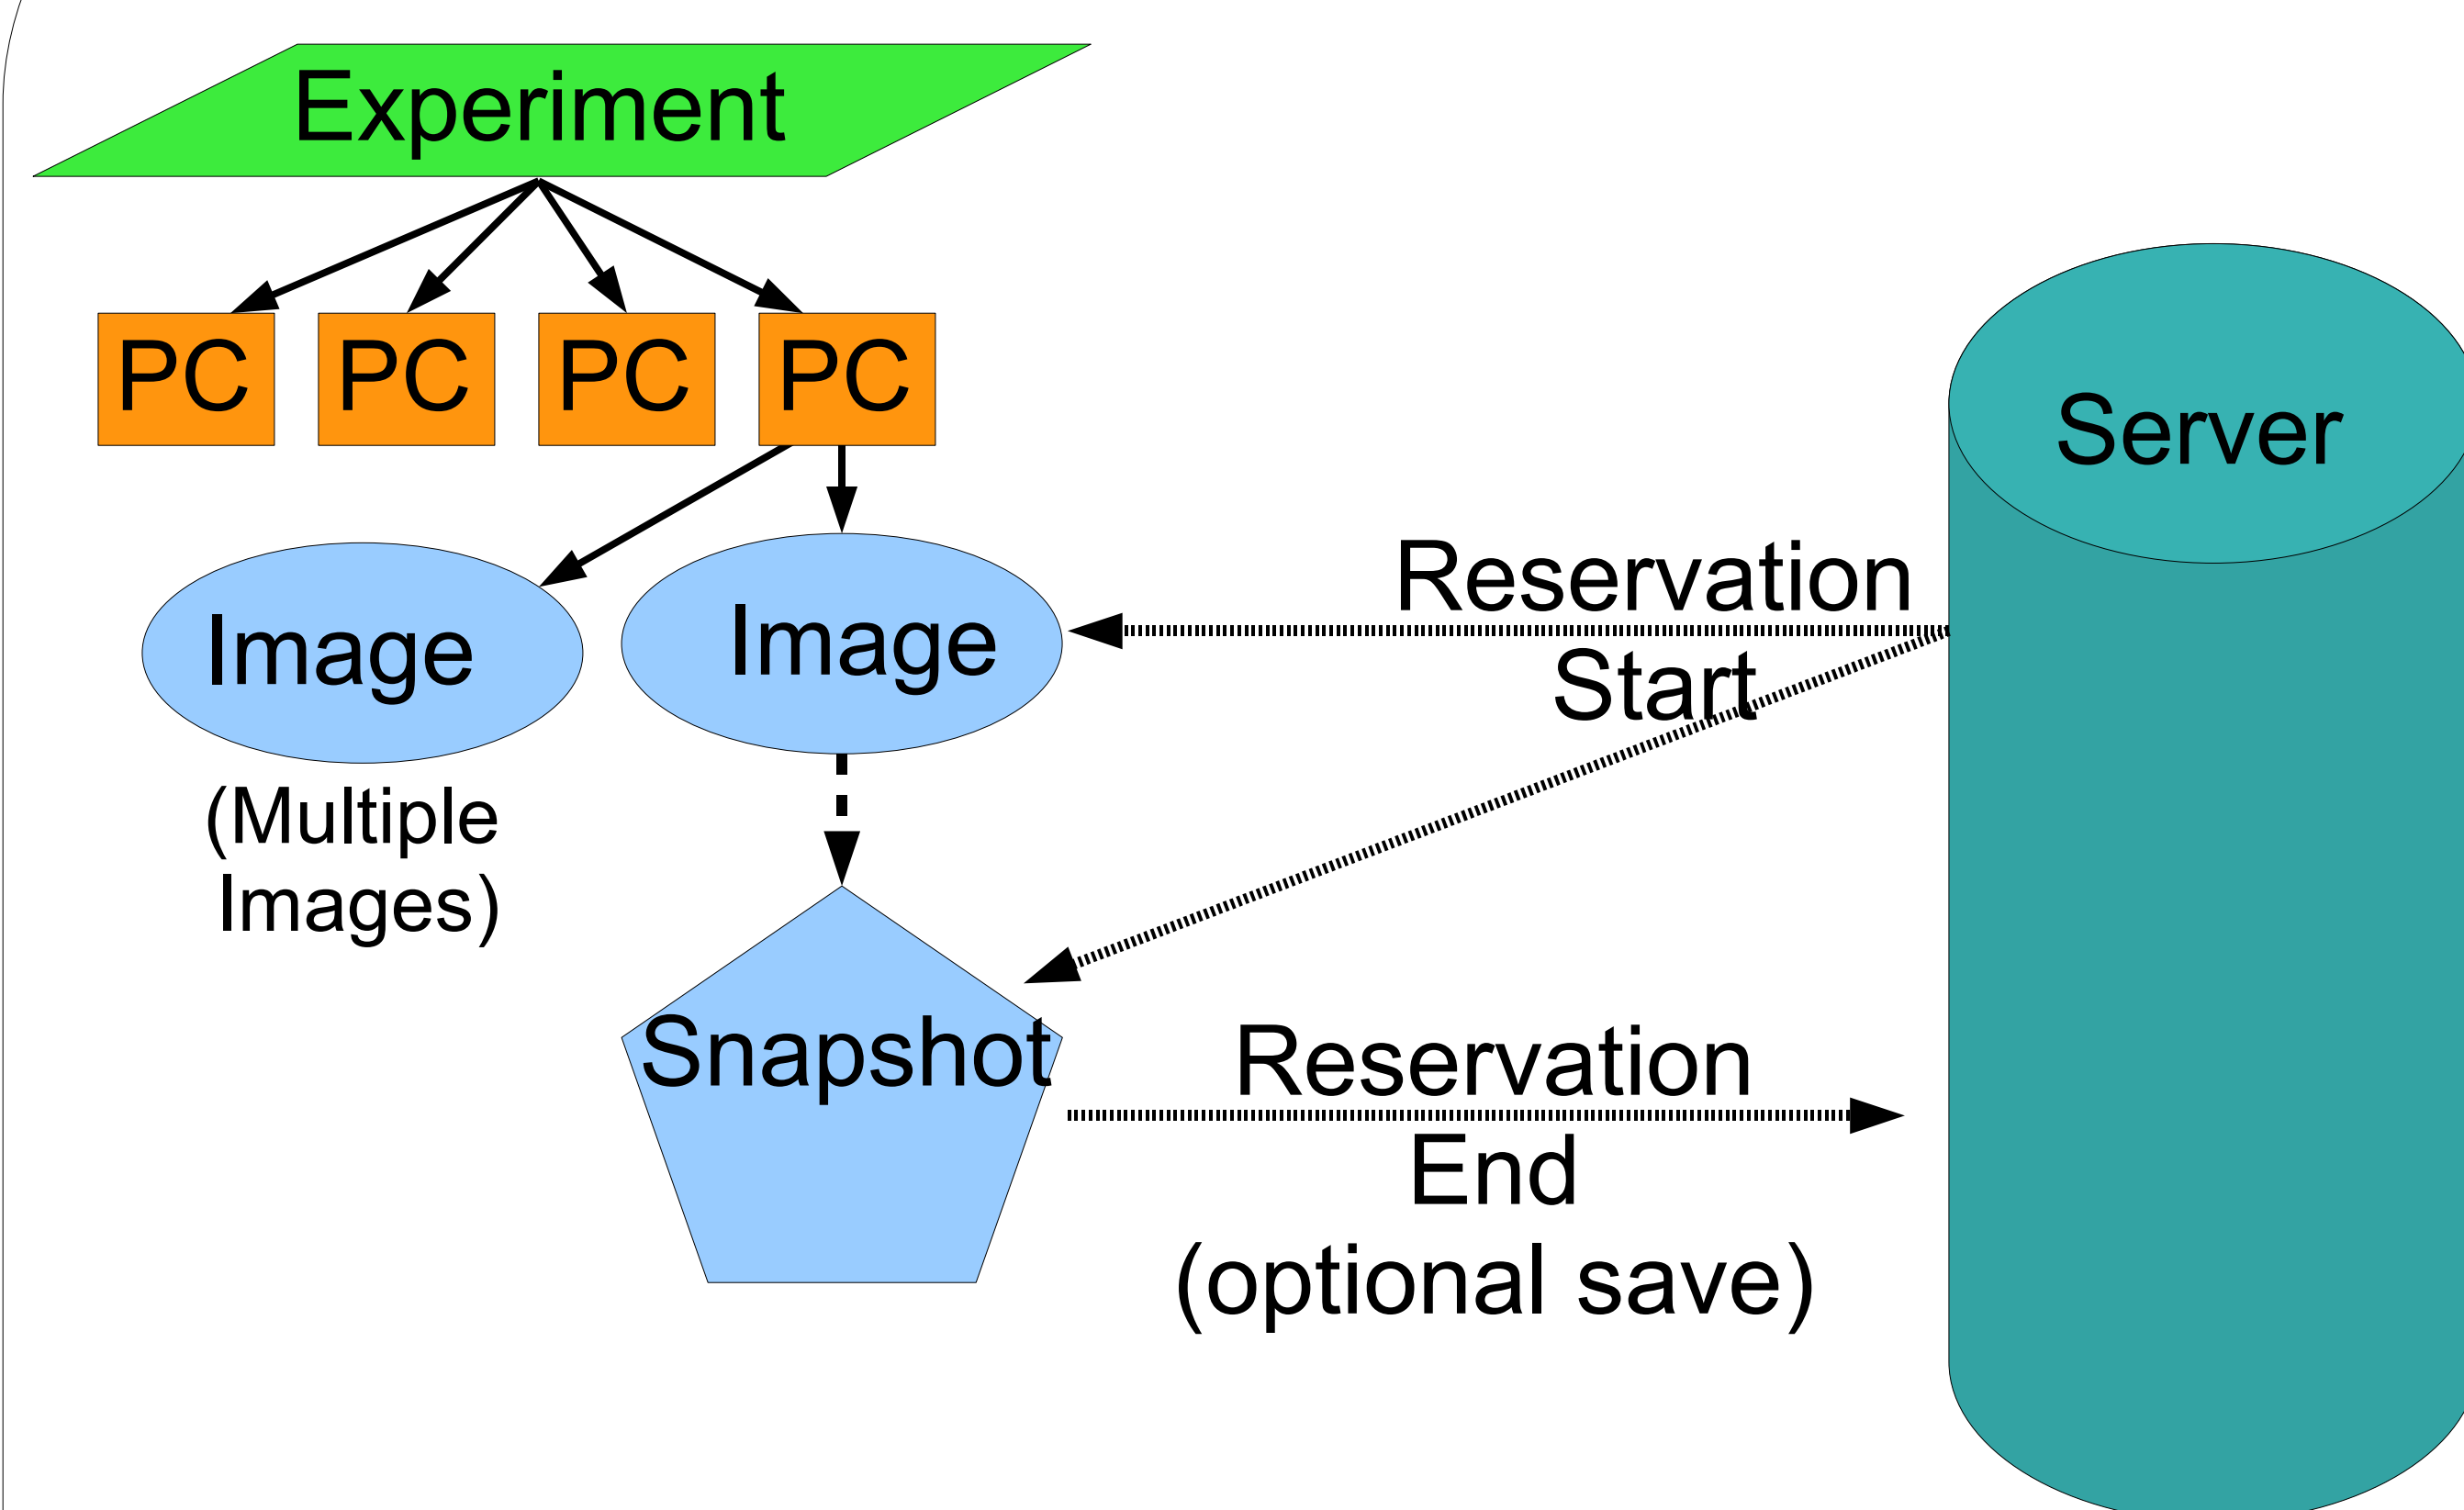 Experiment
PC PC PC PC
Server
Reservation
Start
Image Image
(Multiple
Images)
Snapshot
Reservation
End
(optional save)